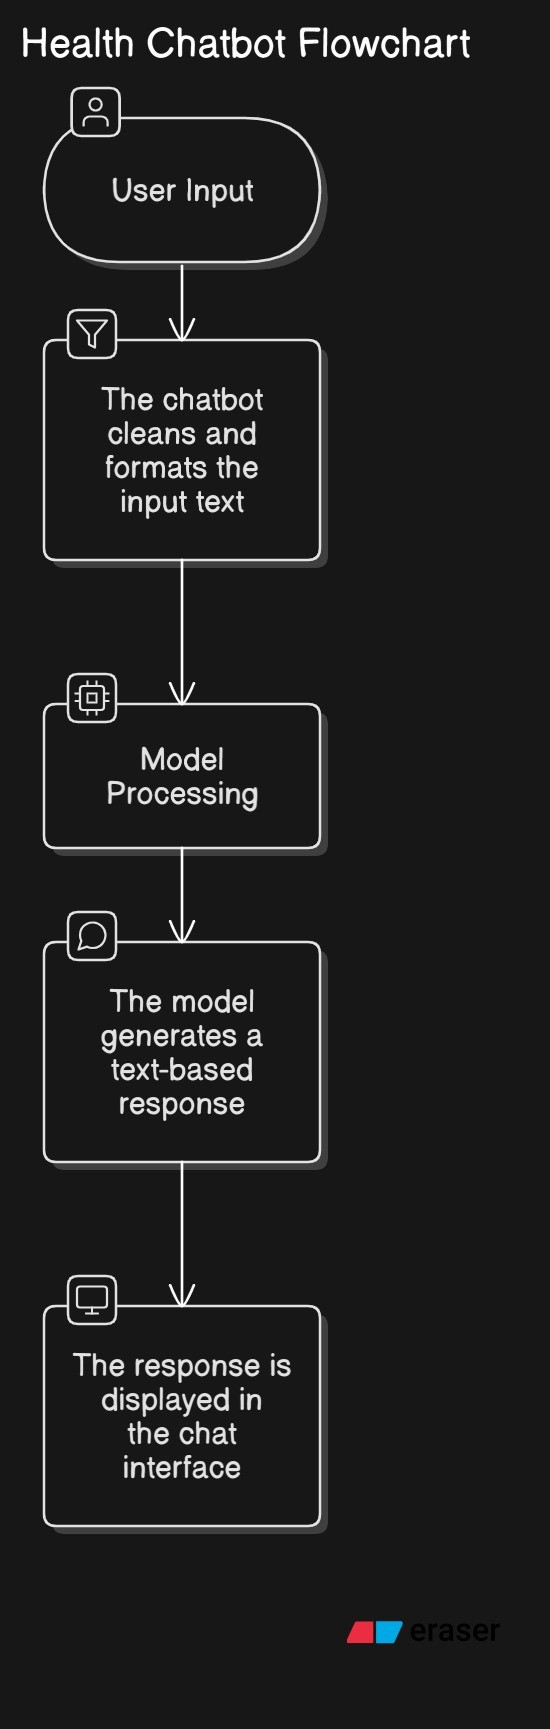 Health Chatbot Flowchart
User Input
The chatbot
cleans and
formats the
input text
Model
Processing
The model
generates a
text-based
response
The response is
displayed in
the chat
interface
eraser